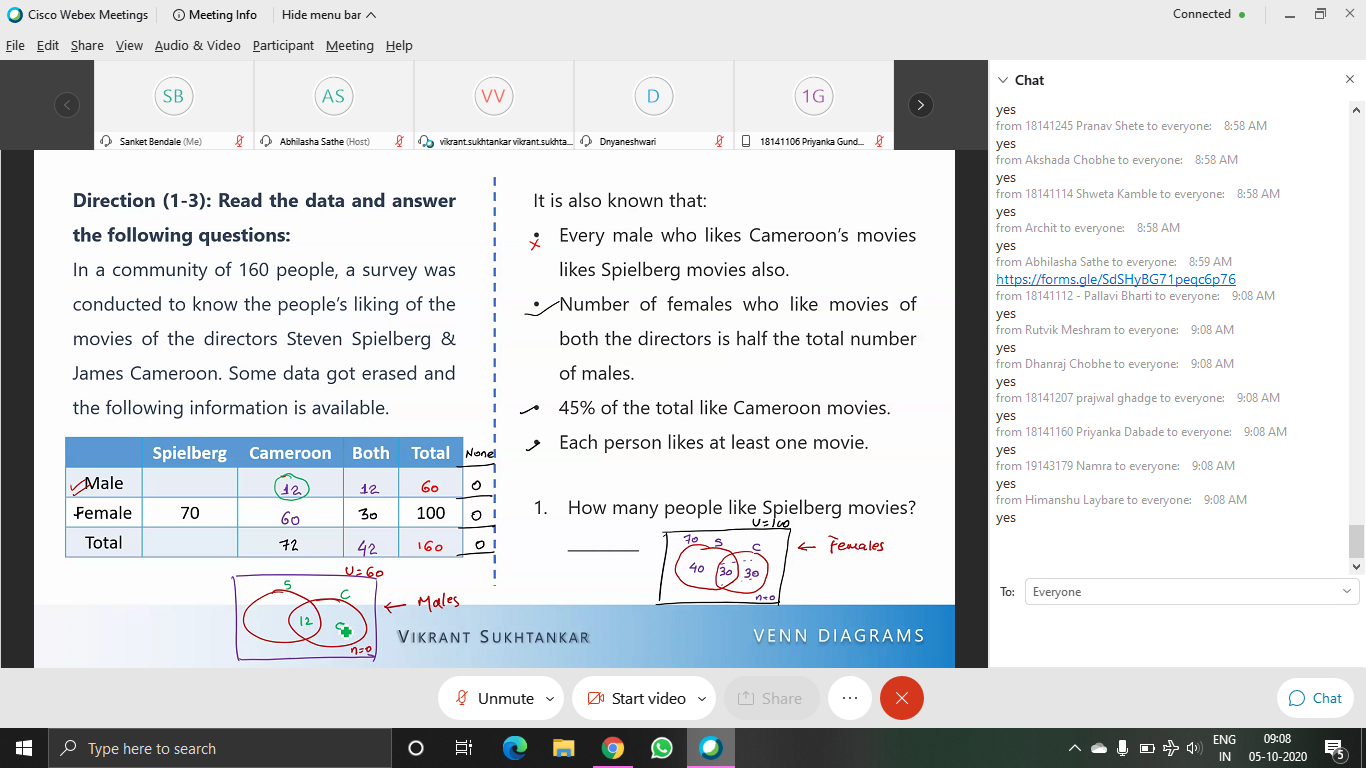 Cisco Webex Meetings
Meeting Info
Hide menu bar
Connected
File Edit Share View Audio & Video Participant Meeting Help
SB
AS
VV
D
1G
Sanket Bendale (Me)
Abhilasha Sathe (Host)
vikrant.sukhtankar vikrant.sukhta...
Dnyaneshwari
18141106 Priyanka Gund...
Direction (1-3): Read the data and answer
the following questions:
In a community of 160 people, a survey was
conducted to know the people's liking of the
movies of the directors Steven Spielberg &
James Cameroon. Some data got erased and
the following information is available.
Spielberg Cameroon Both Total None
Male 12 12 60 0
Female 70 60 30 100 0
Total 72 42 160 0
U=60
S
C
12
n=0
← Males
It is also known that:
• Every male who likes Cameroon's movies
likes Spielberg movies also.
• Number of females who like movies of
both the directors is half the total number
of males.
• 45% of the total like Cameroon movies.
• Each person likes at least one movie.
1. How many people like Spielberg movies?
U=100
70 S C
40 30 30
n=0
← Females
VIKRANT SUKHTANKAR
VENN DIAGRAMS
Chat
yes
from 18141245 Pranav Shete to everyone: 8:58 AM
yes
from Akshada Chobhe to everyone: 8:58 AM
yes
from 18141114 Shweta Kamble to everyone: 8:58 AM
yes
from Archit to everyone: 8:58 AM
yes
from Abhilasha Sathe to everyone: 8:59 AM
https://forms.gle/SdSHyBG71peqc6p76
from 18141112 - Pallavi Bharti to everyone: 9:08 AM
yes
from Rutvik Meshram to everyone: 9:08 AM
yes
from Dhanraj Chobhe to everyone: 9:08 AM
yes
from 18141207 prajwal ghadge to everyone: 9:08 AM
yes
from 18141160 Priyanka Dabade to everyone: 9:08 AM
yes
from 19143179 Namra to everyone: 9:08 AM
yes
from Himanshu Laybare to everyone: 9:08 AM
yes
To: Everyone
Enter chat message here
Unmute
Start video
Share
Chat
Type here to search
ENG
IN
09:08
05-10-2020
5